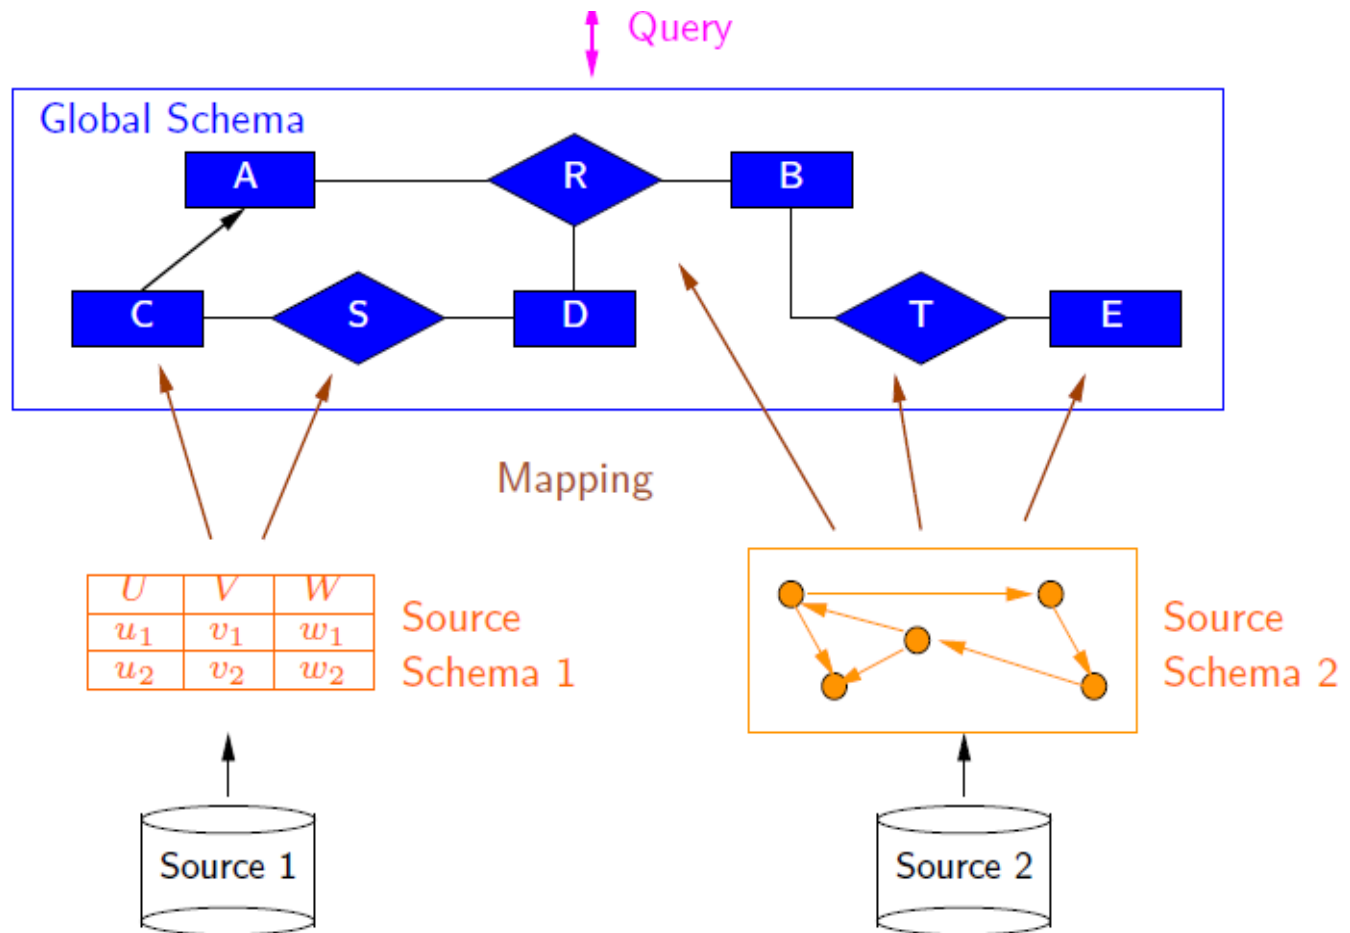 Query
Global Schema
A R B
C S D T E
Mapping
U V W
u₁ v₁ w₁
u₂ v₂ w₂
Source
Schema 1
Source
Schema 2
Source 1
Source 2